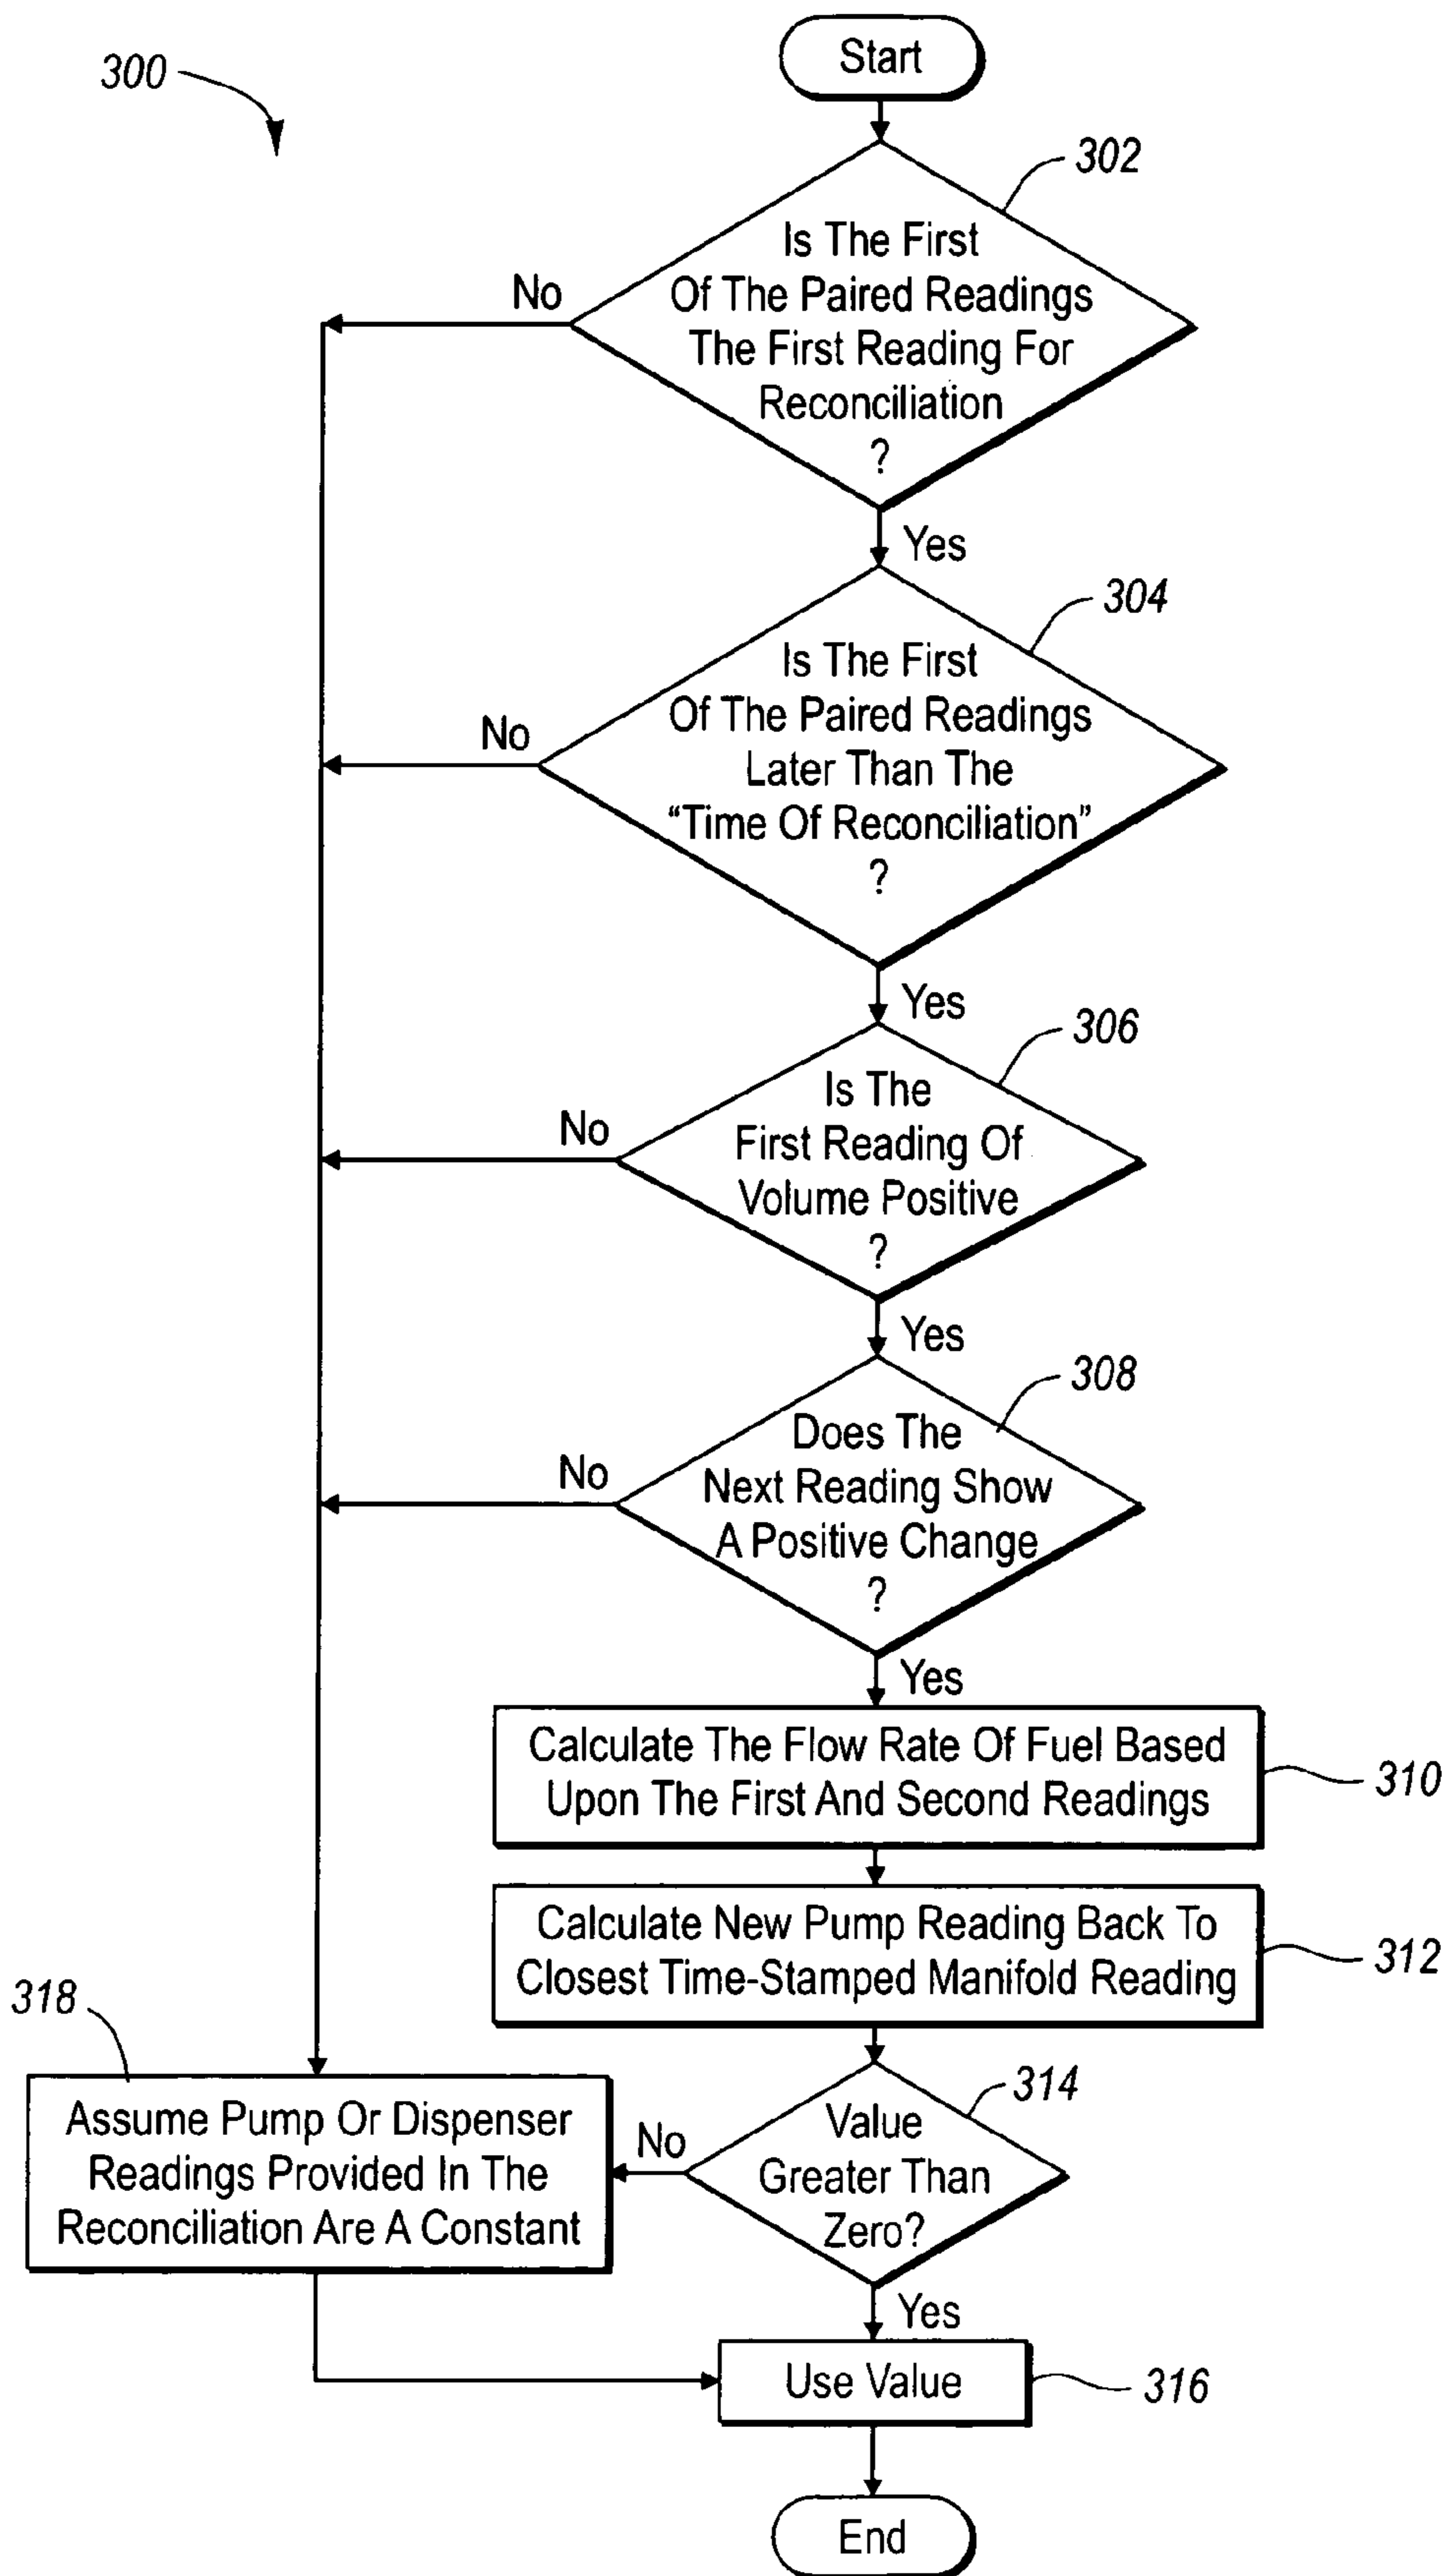 Start
300
302
Is The First
Of The Paired Readings
The First Reading For
Reconciliation
?
No
Yes
304
Is The First
Of The Paired Readings
Later Than The
“Time Of Reconciliation”
?
No
Yes
306
Is The
First Reading Of
Volume Positive
?
No
Yes
308
Does The
Next Reading Show
A Positive Change
?
No
Yes
Calculate The Flow Rate Of Fuel Based
Upon The First And Second Readings
310
Calculate New Pump Reading Back To
Closest Time-Stamped Manifold Reading
312
318
Assume Pump Or Dispenser
Readings Provided In The
Reconciliation Are A Constant
314
Value
Greater Than
Zero?
No
Yes
Use Value
316
End